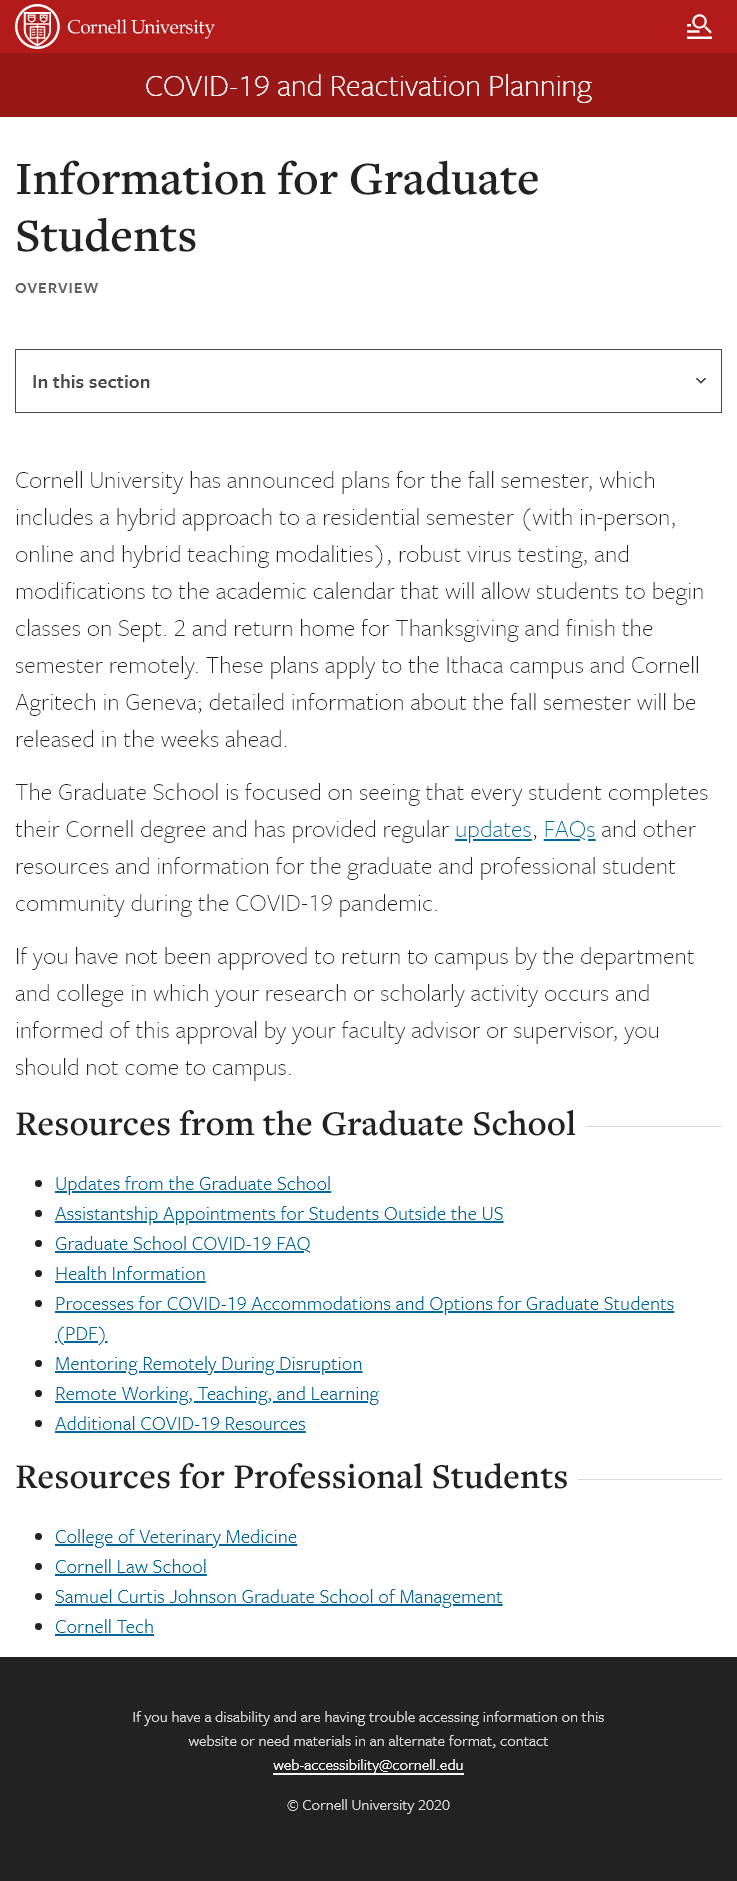 Cornell University
COVID-19 and Reactivation Planning
Information for Graduate
Students
OVERVIEW
In this section
Cornell University has announced plans for the fall semester, which
includes a hybrid approach to a residential semester (with in-person,
online and hybrid teaching modalities), robust virus testing, and
modifications to the academic calendar that will allow students to begin
classes on Sept. 2 and return home for Thanksgiving and finish the
semester remotely. These plans apply to the Ithaca campus and Cornell
Agritech in Geneva; detailed information about the fall semester will be
released in the weeks ahead.
The Graduate School is focused on seeing that every student completes
their Cornell degree and has provided regular updates, FAQs and other
resources and information for the graduate and professional student
community during the COVID-19 pandemic.
If you have not been approved to return to campus by the department
and college in which your research or scholarly activity occurs and
informed of this approval by your faculty advisor or supervisor, you
should not come to campus.
Resources from the Graduate School
Updates from the Graduate School
Assistantship Appointments for Students Outside the US
Graduate School COVID-19 FAQ
Health Information
Processes for COVID-19 Accommodations and Options for Graduate Students
(PDF)
Mentoring Remotely During Disruption
Remote Working, Teaching, and Learning
Additional COVID-19 Resources
Resources for Professional Students
College of Veterinary Medicine
Cornell Law School
Samuel Curtis Johnson Graduate School of Management
Cornell Tech
If you have a disability and are having trouble accessing information on this
website or need materials in an alternate format, contact
web-accessibility@cornell.edu
© Cornell University 2020